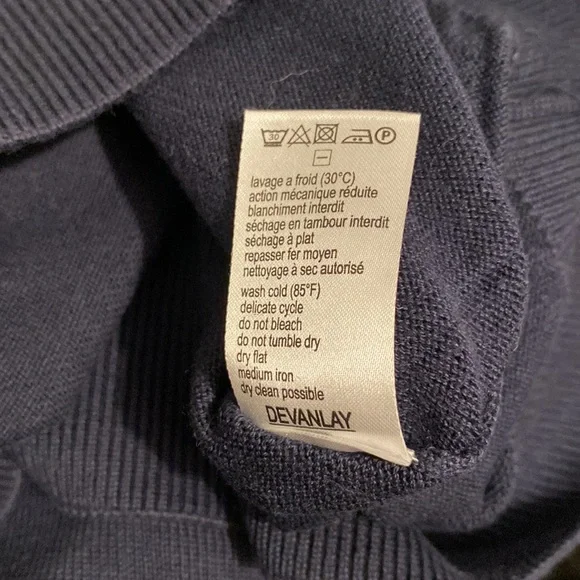 30 P
lavage a froid (30°C)
action mécanique réduite
blanchiment interdit
séchage en tambour interdit
séchage à plat
repasser fer moyen
nettoyage à sec autorisé
wash cold (85°F)
delicate cycle
do not bleach
do not tumble dry
dry flat
medium iron
dry clean possible
DEVANLAY